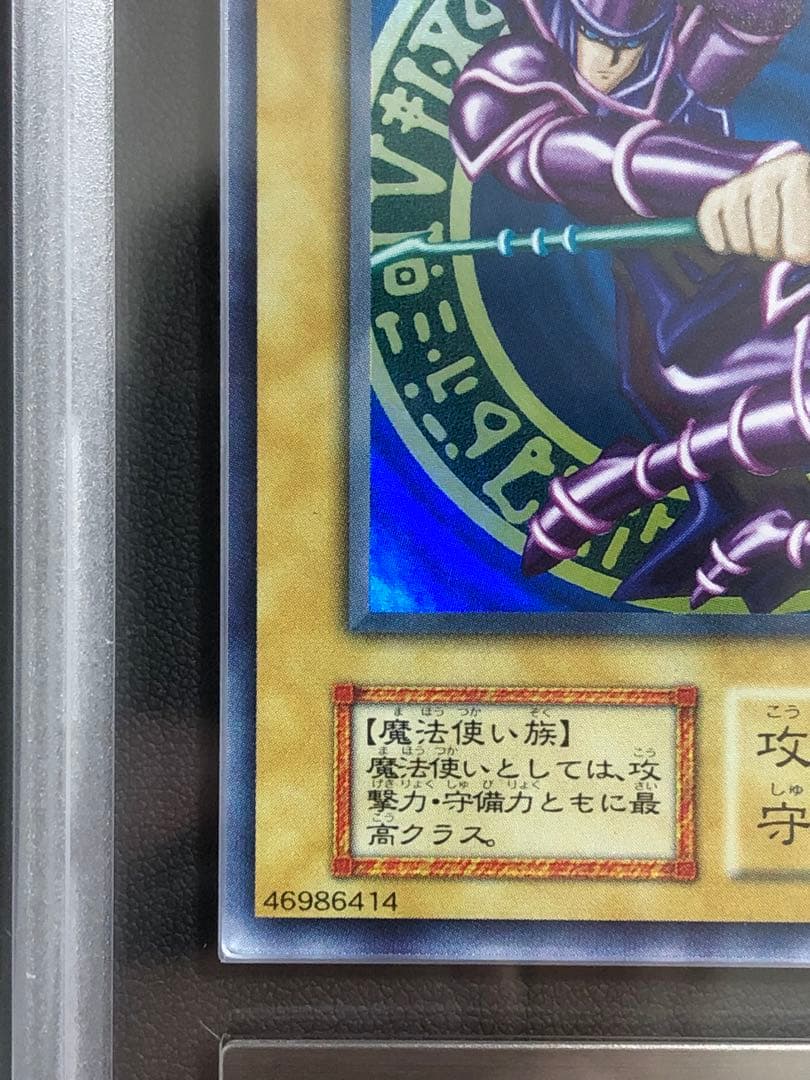 【魔法使い族】
魔法使いとしては、攻
撃力・守備力ともに最
高クラス。
攻
守
46986414